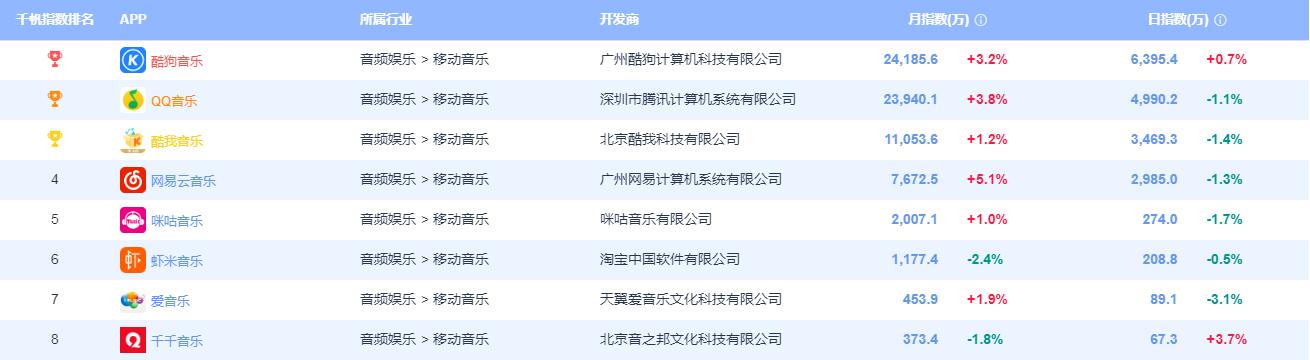 千帆指数排名 APP 所属行业 开发商 月指数(万) 日指数(万)
酷狗音乐 音频娱乐 > 移动音乐 广州酷狗计算机科技有限公司 24,185.6 +3.2% 6,395.4 +0.7%
QQ音乐 音频娱乐 > 移动音乐 深圳市腾讯计算机系统有限公司 23,940.1 +3.8% 4,990.2 -1.1%
酷我音乐 音频娱乐 > 移动音乐 北京酷我科技有限公司 11,053.6 +1.2% 3,469.3 -1.4%
4 网易云音乐 音频娱乐 > 移动音乐 广州网易计算机系统有限公司 7,672.5 +5.1% 2,985.0 -1.3%
5 咪咕音乐 音频娱乐 > 移动音乐 咪咕音乐有限公司 2,007.1 +1.0% 274.0 -1.7%
6 虾米音乐 音频娱乐 > 移动音乐 淘宝中国软件有限公司 1,177.4 -2.4% 208.8 -0.5%
7 爱音乐 音频娱乐 > 移动音乐 天翼爱音乐文化科技有限公司 453.9 +1.9% 89.1 -3.1%
8 千千音乐 音频娱乐 > 移动音乐 北京音之邦文化科技有限公司 373.4 -1.8% 67.3 +3.7%